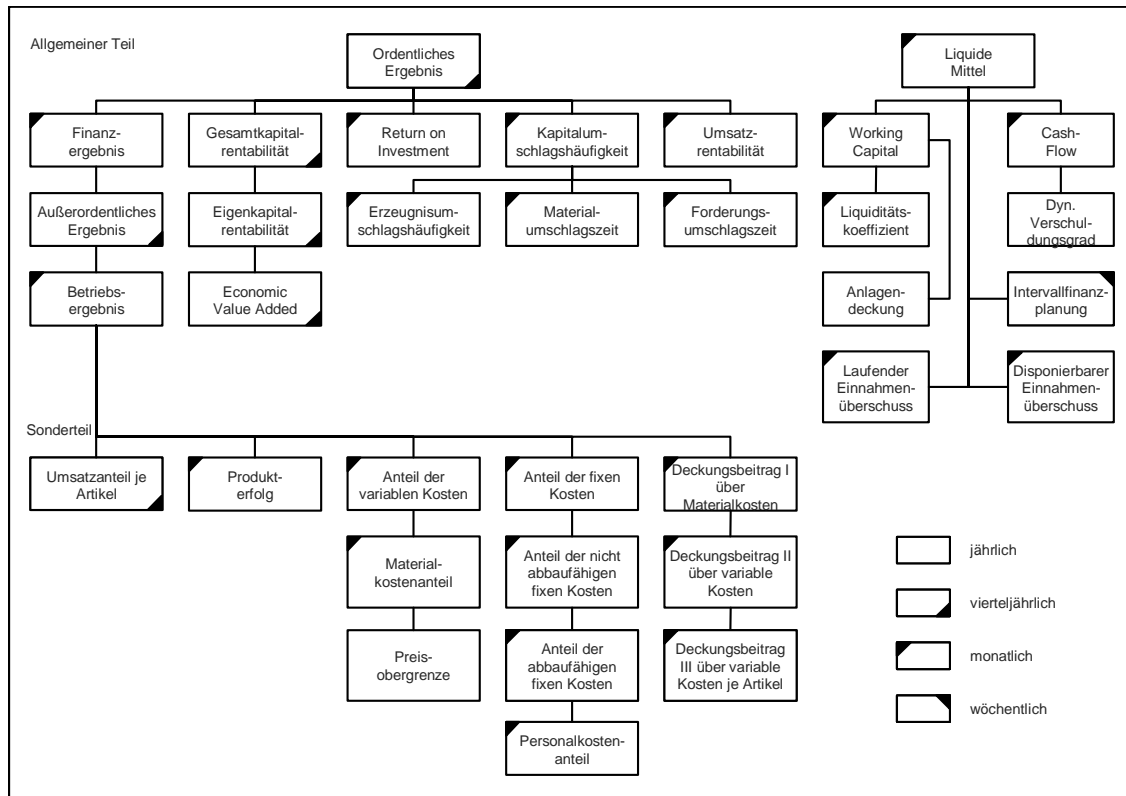 Allgemeiner Teil
Ordentliches
Ergebnis
Liquide
Mittel
Finanz-
ergebnis
Gesamtkapital-
rentabilität
Return on
Investment
Kapitalum-
schlagshäufigkeit
Umsatz-
rentabilität
Working
Capital
Cash-
Flow
Außerordentliches
Ergebnis
Eigenkapital-
rentabilität
Erzeugnisum-
schlagshäufigkeit
Material-
umschlagszeit
Forderungs-
umschlagszeit
Liquiditäts-
koeffizient
Dyn.
Verschul-
dungsgrad
Betriebs-
ergebnis
Economic
Value Added
Anlagen-
deckung
Intervallfinanz-
planung
Laufender
Einnahmen-
überschuss
Disponierbarer
Einnahmen-
überschuss
Sonderteil
Umsatzanteil je
Artikel
Produkt-
erfolg
Anteil der
variablen Kosten
Anteil der fixen
Kosten
Deckungsbeitrag I
über
Materialkosten
Material-
kostenanteil
Anteil der nicht
abbaufähigen
fixen Kosten
Deckungsbeitrag II
über variable
Kosten
Preis-
obergrenze
Anteil der
abbaufähigen
fixen Kosten
Deckungsbeitrag
III über variable
Kosten je Artikel
Personalkosten-
anteil
jährlich
vierteljährlich
monatlich
wöchentlich